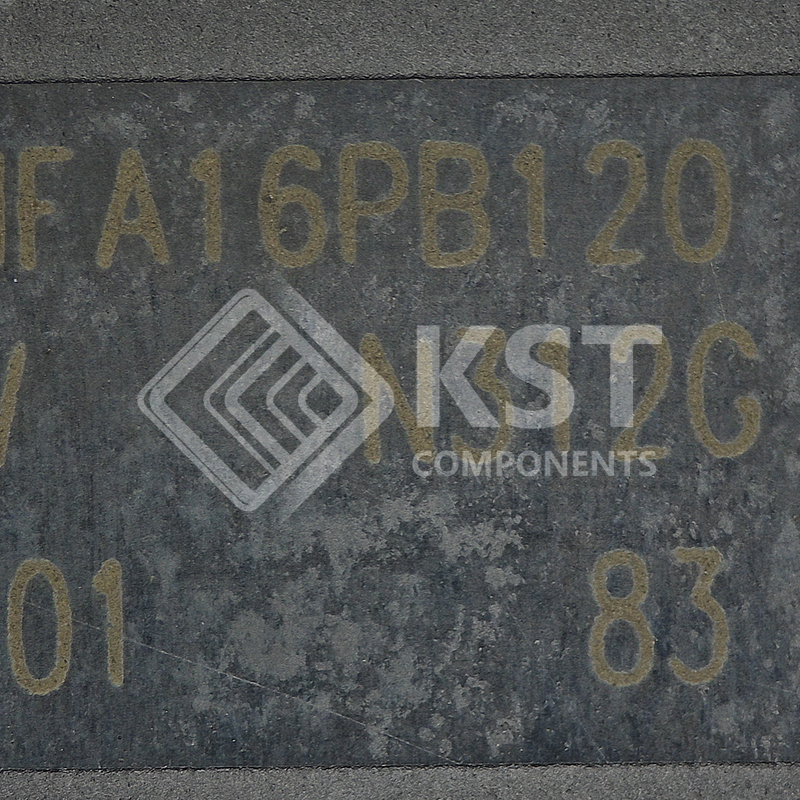 FA16PB120
N312G
KST
COMPONENTS
01 83